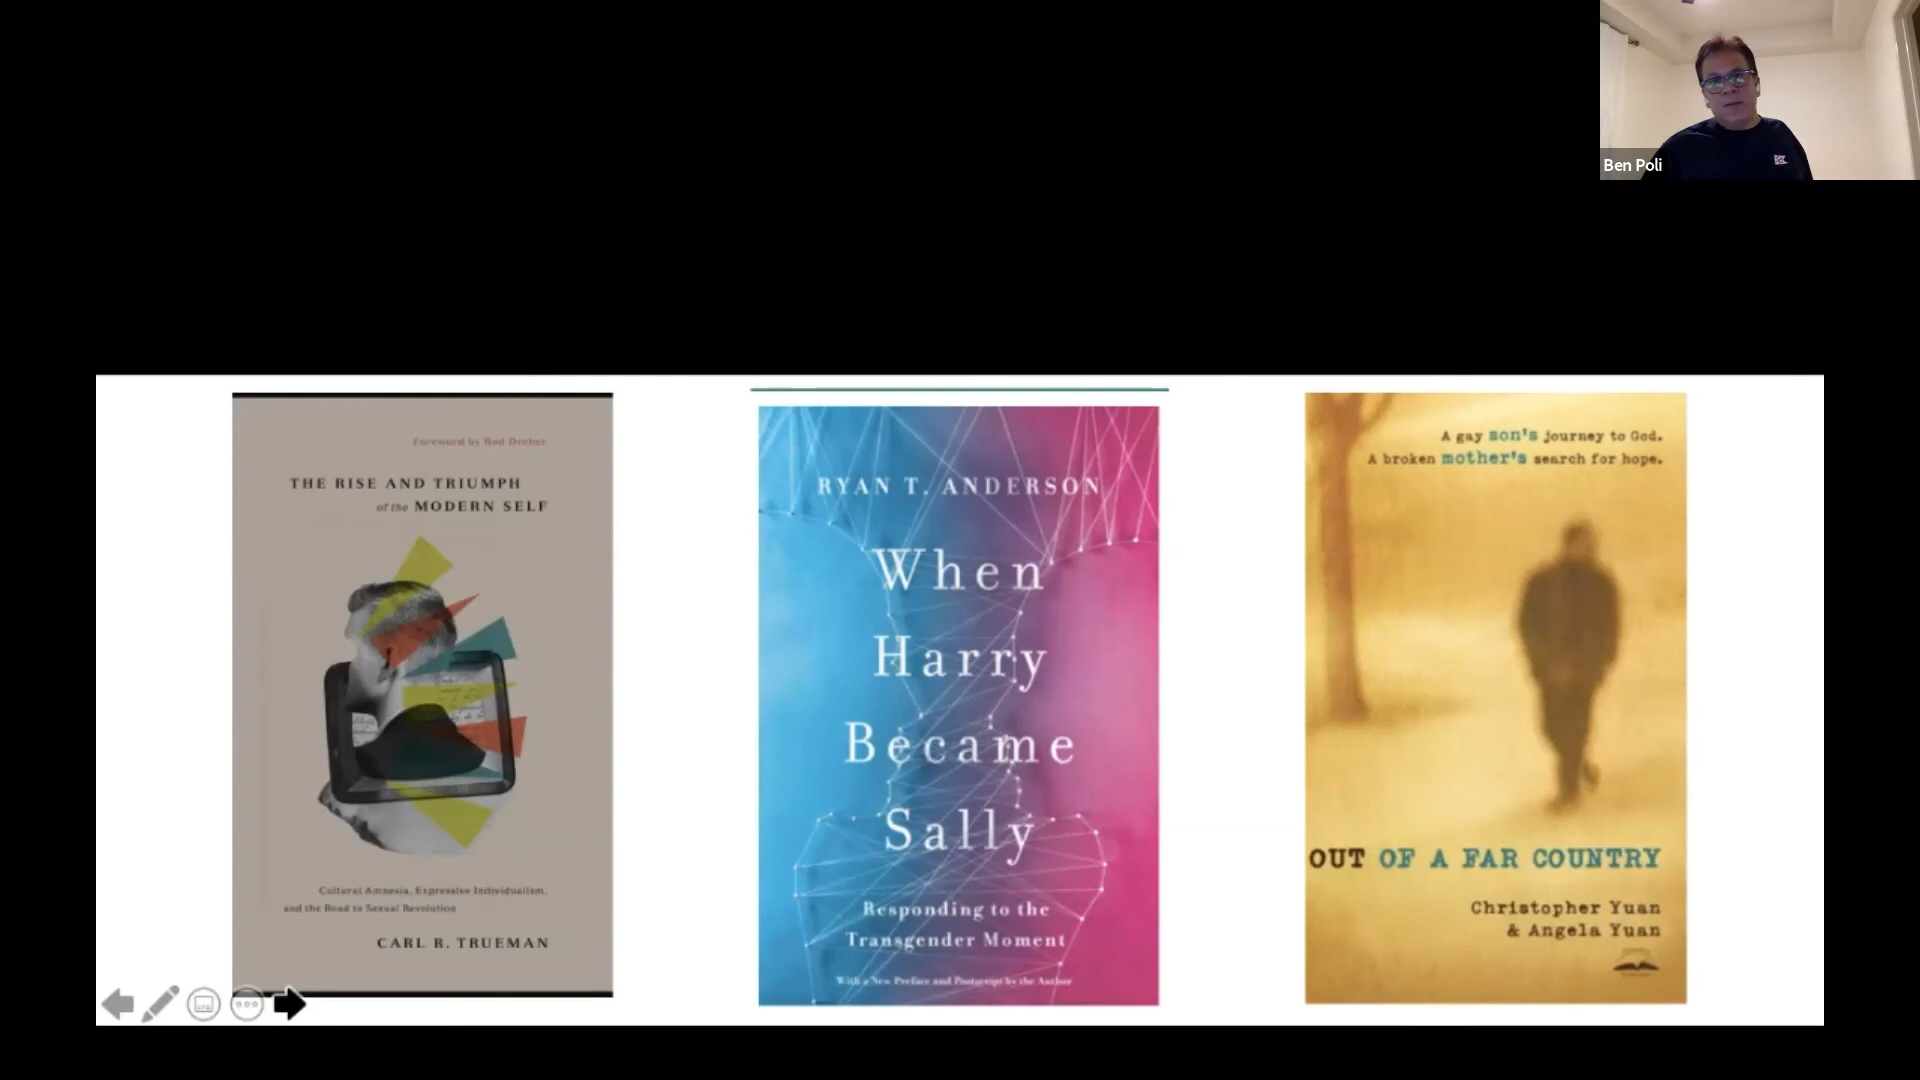 Ben Poli
Foreword by Rod Dreher
THE RISE AND TRIUMPH
of the MODERN SELF
Cultural Amnesia, Expressive Individualism,
and the Road to Sexual Revolution
CARL R. TRUEMAN
RYAN T. ANDERSON
When
Harry
Became
Sally
Responding to the
Transgender Moment
With a New Preface and Postscript by the Author
A gay son's journey to God.
A broken mother's search for hope.
OUT OF A FAR COUNTRY
Christopher Yuan
& Angela Yuan